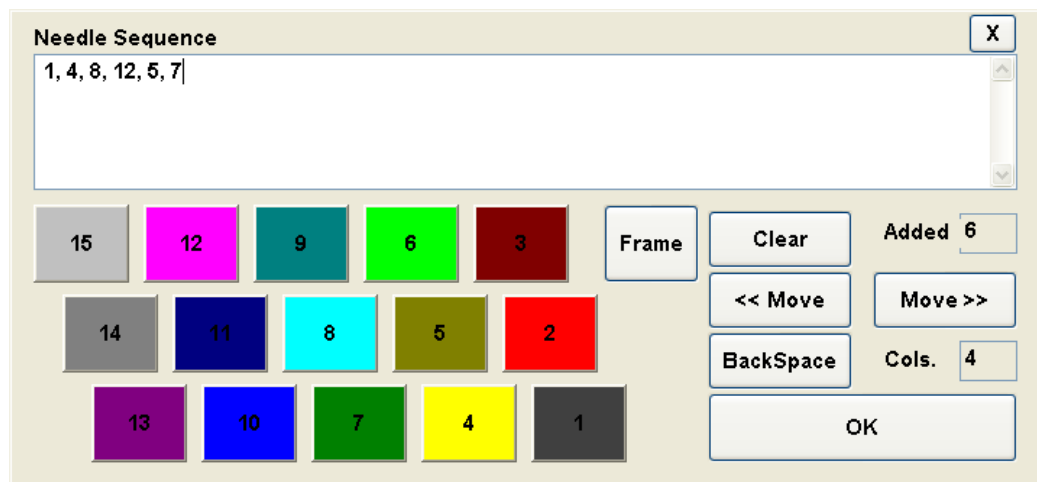 Needle Sequence
X
1, 4, 8, 12, 5, 7
15 12 9 6 3 Frame Clear Added 6
14 11 8 5 2 << Move Move >>
BackSpace Cols. 4
13 10 7 4 1 OK